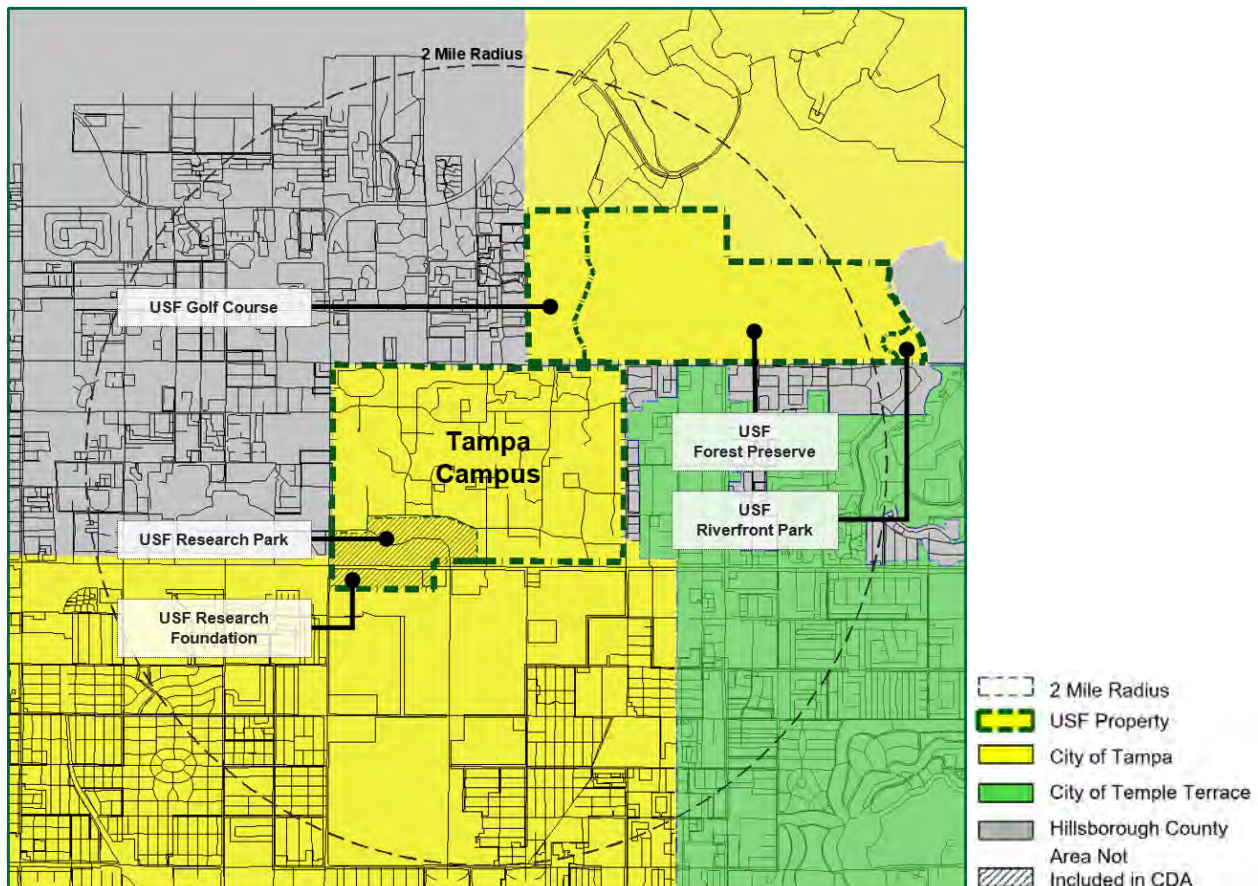 2 Mile Radius
USF Golf Course
Tampa
Campus
USF
Forest Preserve
USF Research Park
USF
Riverfront Park
USF Research
Foundation
2 Mile Radius
USF Property
City of Tampa
City of Temple Terrace
Hillsborough County
Area Not
Included in CDA